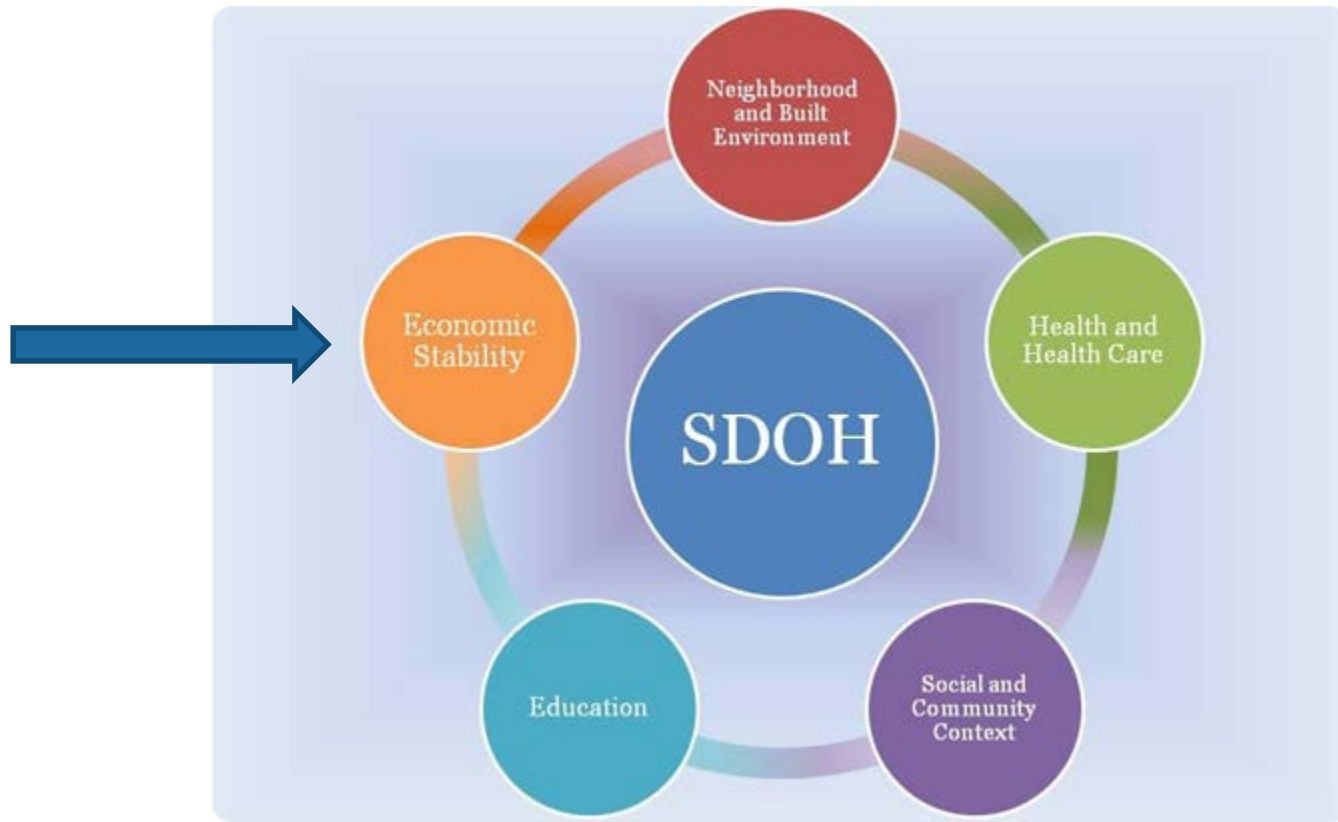 Neighborhood
and Built
Environment
Economic
Stability
Health and
Health Care
SDOH
Education
Social and
Community
Context